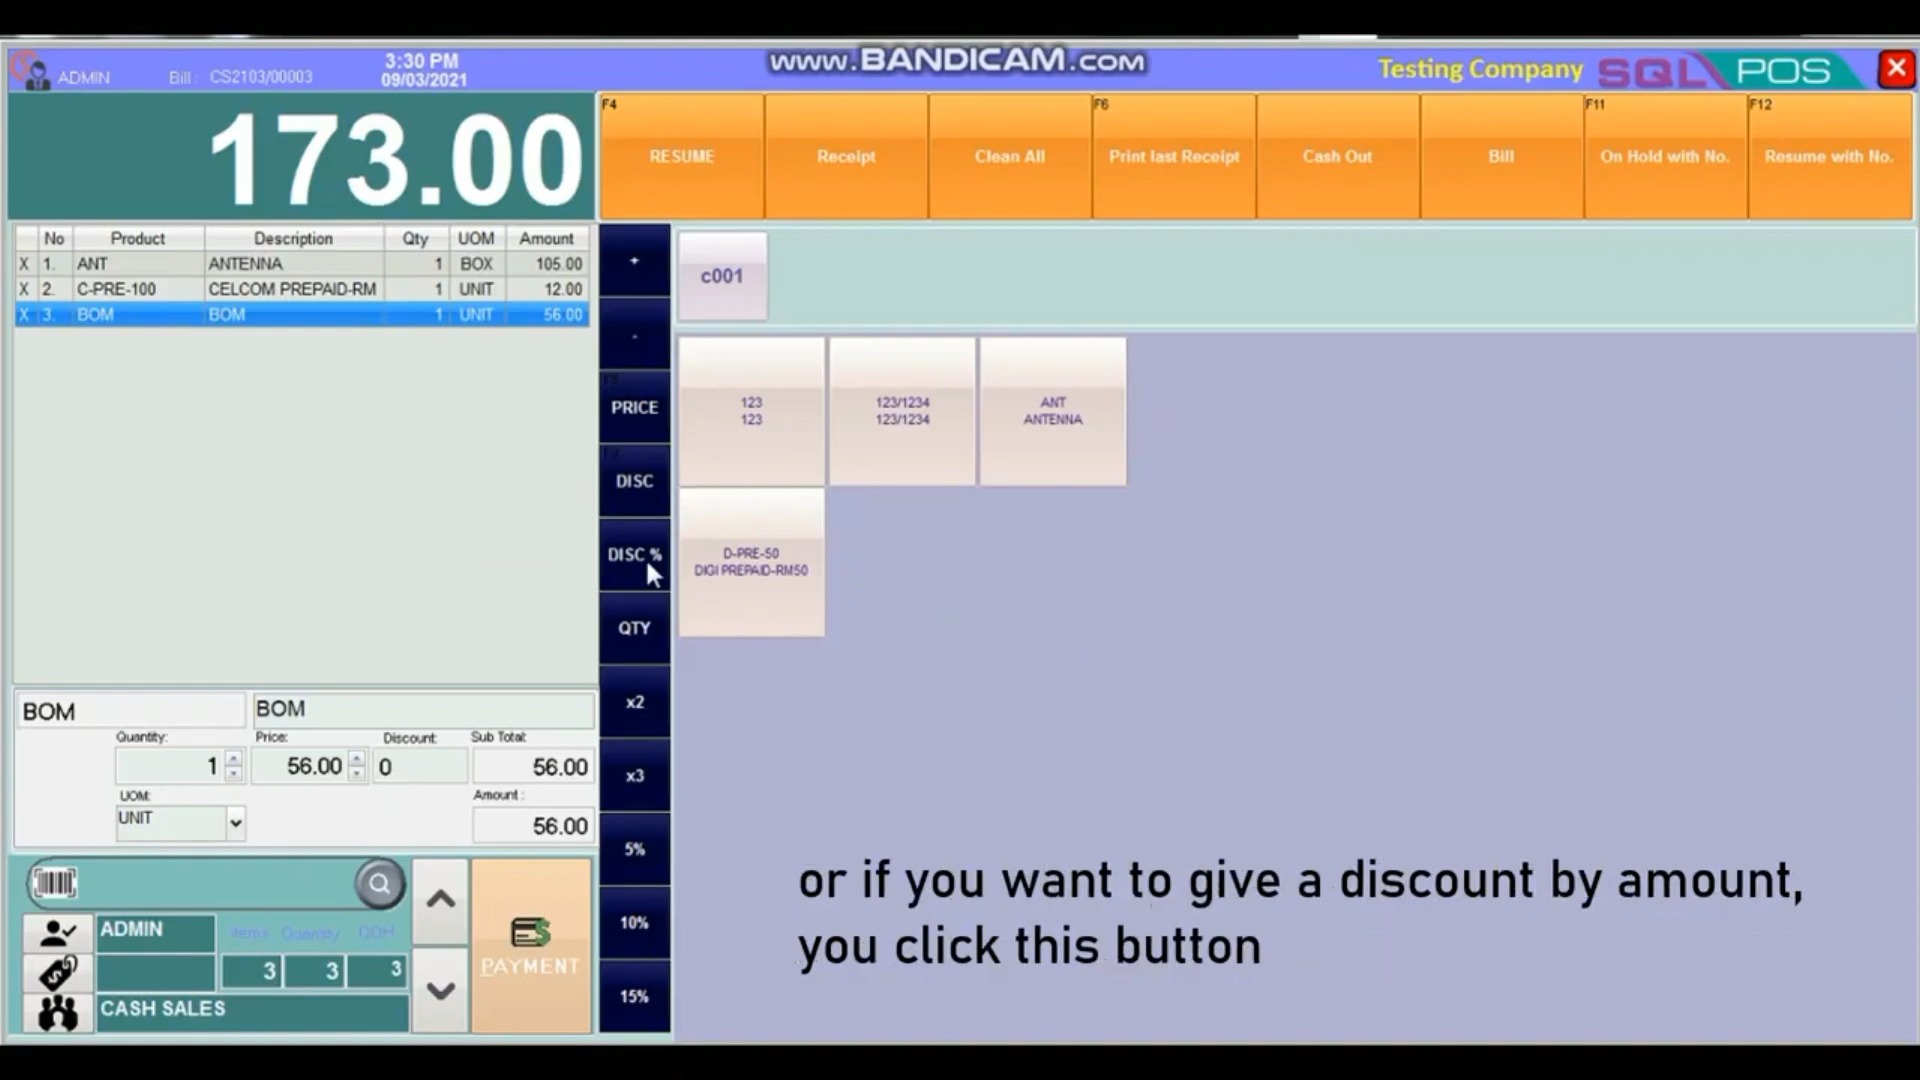 3:30 PM
ADMIN Bill: CS2103/00003 09/03/2021
www.BANDICAM.com
Testing Company SQL POS
173.00
F4 RESUME
Receipt
Clean All
F6 Print last Receipt
Cash Out
Bill
F11 On Hold with No.
F12 Resume with No.
No Product Description Qty UOM Amount
X 1. ANT ANTENNA 1 BOX 105.00
X 2. C-PRE-100 CELCOM PREPAID-RM 1 UNIT 12.00
X 3. BOM BOM 1 UNIT 56.00
+
-
PRICE
DISC
DISC %
QTY
x2
x3
5%
10%
15%
c001
123
123
123/1234
123/1234
ANT
ANTENNA
D-PRE-50
DIGI PREPAID-RM50
BOM BOM
Quantity: Price: Discount: Sub Total:
1 56.00 0 56.00
UOM: Amount :
UNIT 56.00
ADMIN Items Quantity QOH
3 3 3
CASH SALES
PAYMENT
or if you want to give a discount by amount,
you click this button